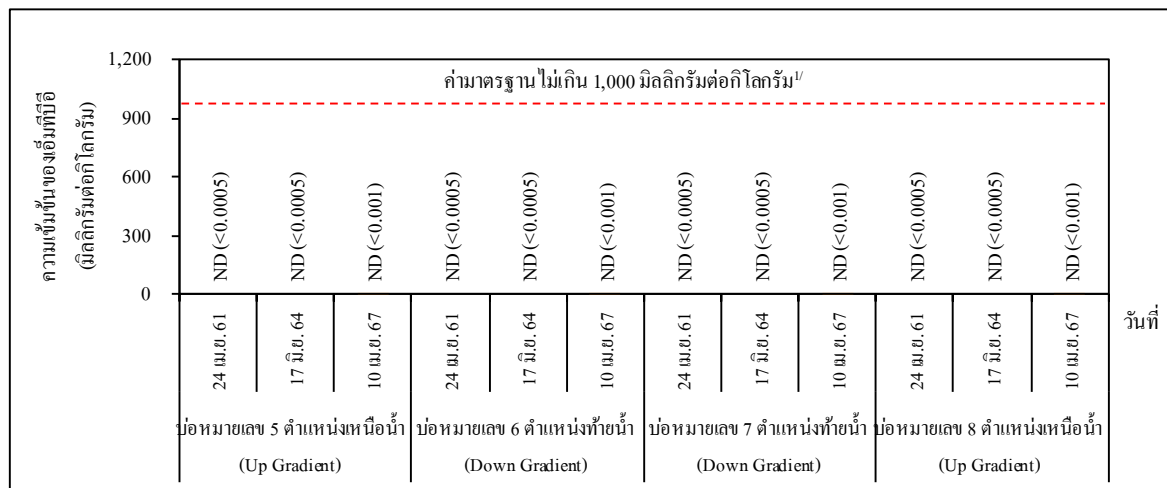 ความเข้มข้นของเอ็มทีบีอี
(มิลลิกรัมต่อกิโลกรัม)
1,200
900
600
300
0
ค่ามาตรฐานไม่เกิน 1,000 มิลลิกรัมต่อกิโลกรัม1/
ND (<0.0005) ND (<0.0005) ND (<0.001) ND (<0.0005) ND (<0.0005) ND (<0.001) ND (<0.0005) ND (<0.0005) ND (<0.001) ND (<0.0005) ND (<0.0005) ND (<0.001)
24 เม.ย. 61 17 มิ.ย. 64 10 เม.ย. 67 24 เม.ย. 61 17 มิ.ย. 64 10 เม.ย. 67 24 เม.ย. 61 17 มิ.ย. 64 10 เม.ย. 67 24 เม.ย. 61 17 มิ.ย. 64 10 เม.ย. 67
วันที่
บ่อหมายเลข 5 ตำแหน่งเหนือน้ำ บ่อหมายเลข 6 ตำแหน่งท้ายน้ำ บ่อหมายเลข 7 ตำแหน่งท้ายน้ำ บ่อหมายเลข 8 ตำแหน่งเหนือน้ำ
(Up Gradient) (Down Gradient) (Down Gradient) (Up Gradient)